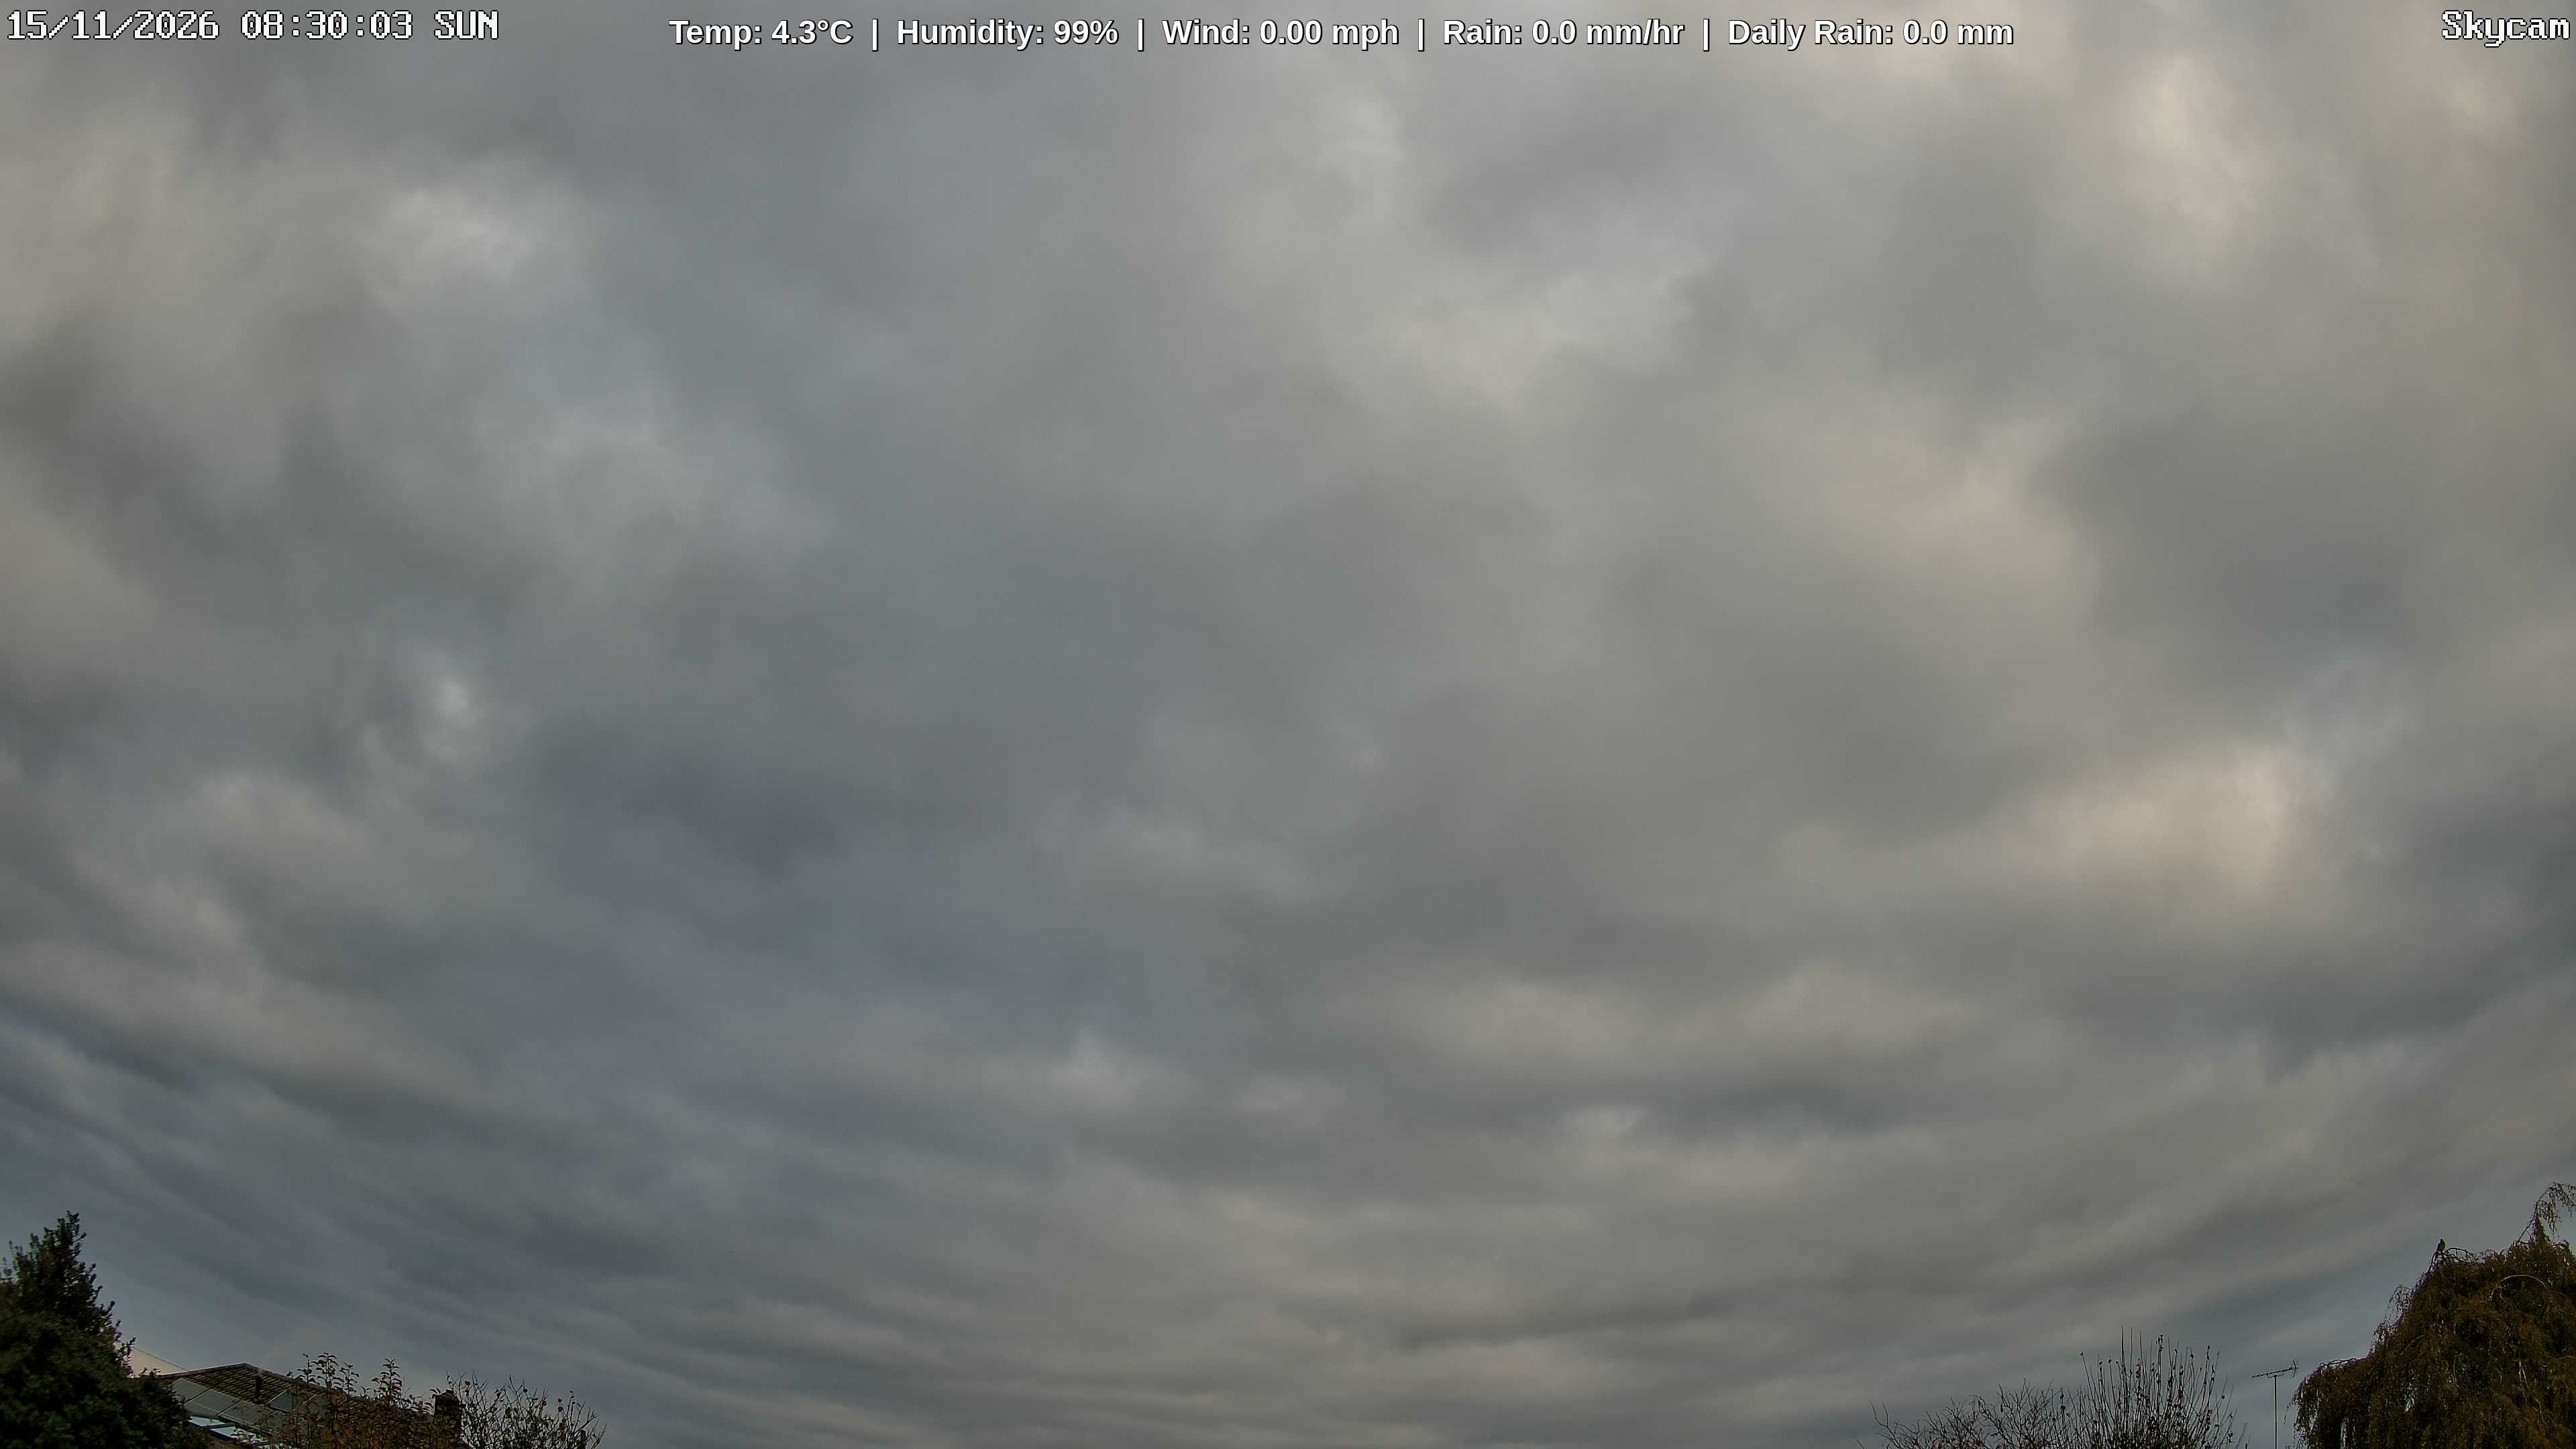 15/11/2026 08:30:03 SUN
Temp: 4.3°C | Humidity: 99% | Wind: 0.00 mph | Rain: 0.0 mm/hr | Daily Rain: 0.0 mm
Skycam